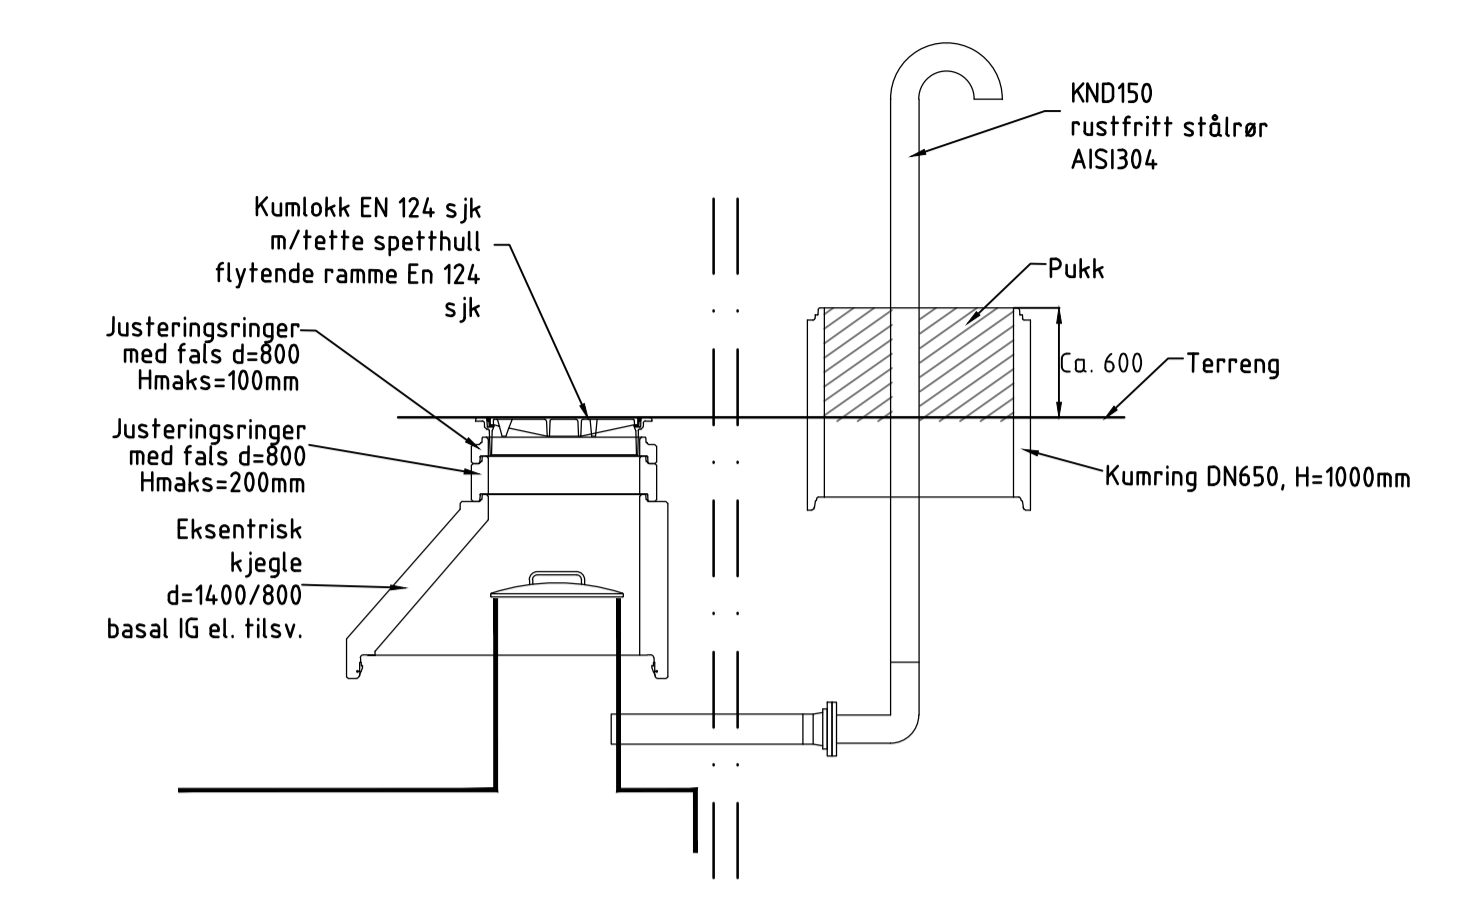 KND150
rustfritt stålrør
AISI304
Kumlokk EN 124 sjk
m/tette spetthull
flytende ramme En 124
sjk
Pukk
Justeringsringer
med fals d=800
Hmaks=100mm
Ca. 600
Terreng
Justeringsringer
med fals d=800
Hmaks=200mm
Kumring DN650, H=1000mm
Eksentrisk
kjegle
d=1400/800
basal IG el. tilsv.